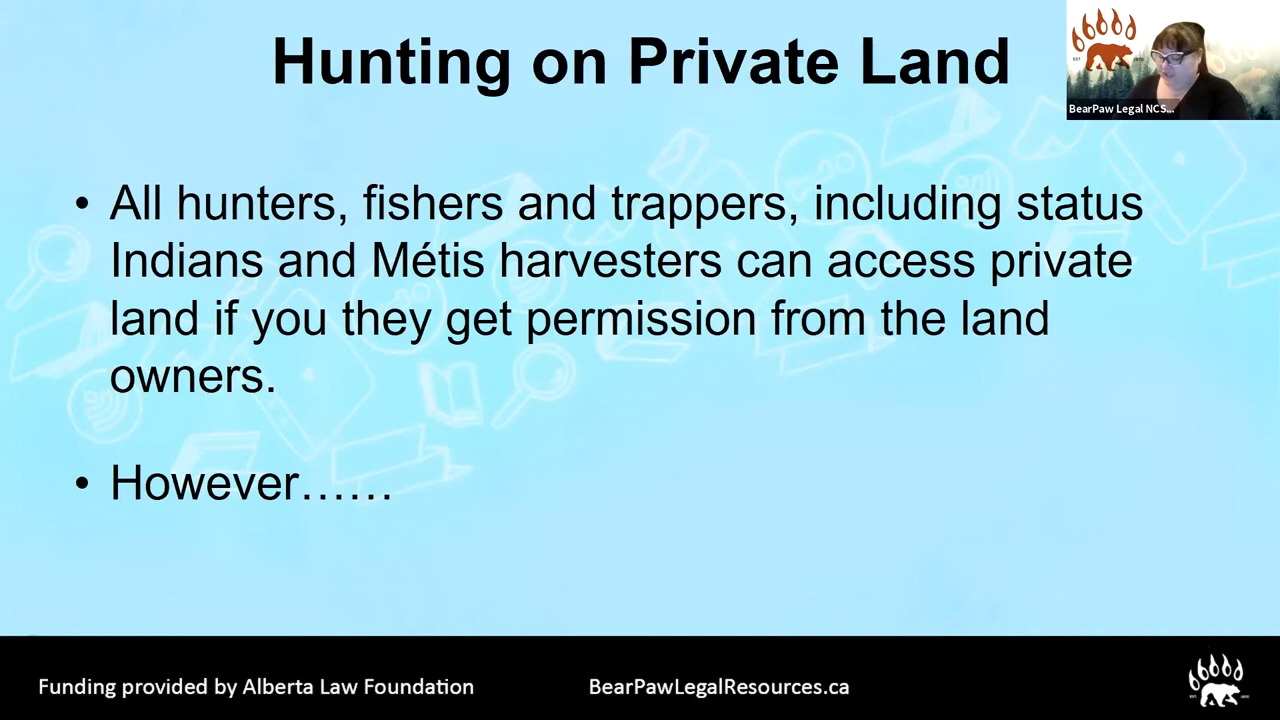 Hunting on Private Land
BearPaw Legal NCS...
• All hunters, fishers and trappers, including status
Indians and Métis harvesters can access private
land if you they get permission from the land
owners.
• However……
Funding provided by Alberta Law Foundation
BearPawLegalResources.ca